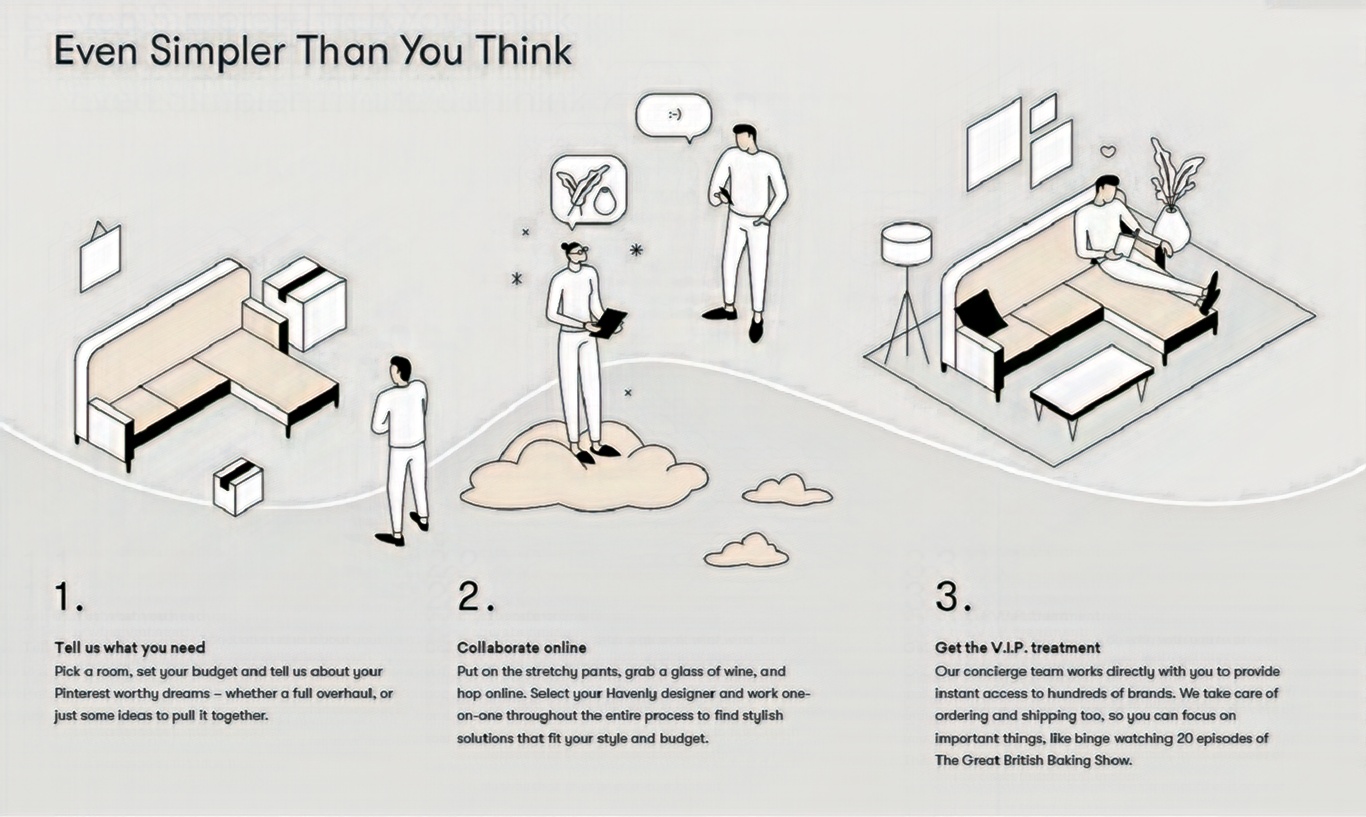 Even Simpler Than You Think
:-)
1.
Tell us what you need
Pick a room, set your budget and tell us about your
Pinterest worthy dreams – whether a full overhaul, or
just some ideas to pull it together.
2.
Collaborate online
Put on the stretchy pants, grab a glass of wine, and
hop online. Select your Havenly designer and work one-
on-one throughout the entire process to find stylish
solutions that fit your style and budget.
3.
Get the V.I.P. treatment
Our concierge team works directly with you to provide
instant access to hundreds of brands. We take care of
ordering and shipping too, so you can focus on
important things, like binge watching 20 episodes of
The Great British Baking Show.